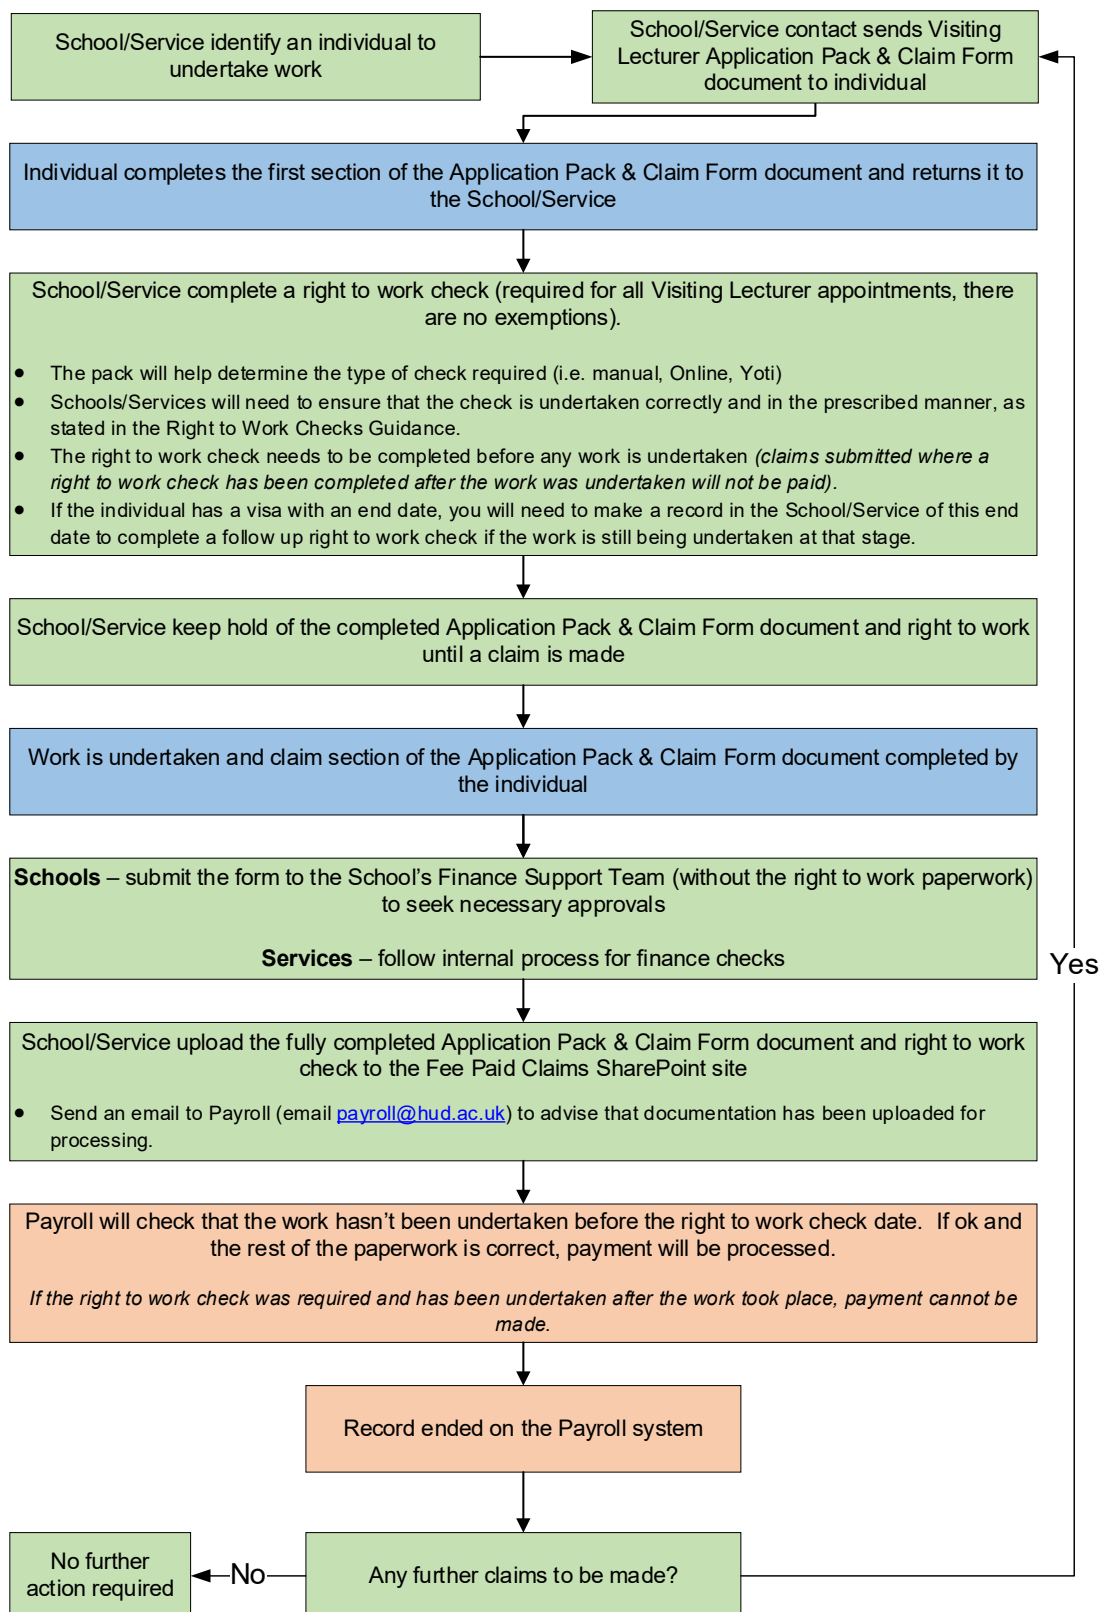 School/Service identify an individual to
undertake work
School/Service contact sends Visiting
Lecturer Application Pack & Claim Form
document to individual
Individual completes the first section of the Application Pack & Claim Form document and returns it to
the School/Service
School/Service complete a right to work check (required for all Visiting Lecturer appointments, there
are no exemptions).
• The pack will help determine the type of check required (i.e. manual, Online, Yoti)
• Schools/Services will need to ensure that the check is undertaken correctly and in the prescribed manner, as
stated in the Right to Work Checks Guidance.
• The right to work check needs to be completed before any work is undertaken (claims submitted where a
right to work check has been completed after the work was undertaken will not be paid).
• If the individual has a visa with an end date, you will need to make a record in the School/Service of this end
date to complete a follow up right to work check if the work is still being undertaken at that stage.
School/Service keep hold of the completed Application Pack & Claim Form document and right to work
until a claim is made
Work is undertaken and claim section of the Application Pack & Claim Form document completed by
the individual
Schools – submit the form to the School's Finance Support Team (without the right to work paperwork)
to seek necessary approvals
Services – follow internal process for finance checks
Yes
School/Service upload the fully completed Application Pack & Claim Form document and right to work
check to the Fee Paid Claims SharePoint site
• Send an email to Payroll (email payroll@hud.ac.uk) to advise that documentation has been uploaded for
processing.
Payroll will check that the work hasn't been undertaken before the right to work check date.  If ok and
the rest of the paperwork is correct, payment will be processed.
If the right to work check was required and has been undertaken after the work took place, payment cannot be
made.
Record ended on the Payroll system
No further
action required
No
Any further claims to be made?